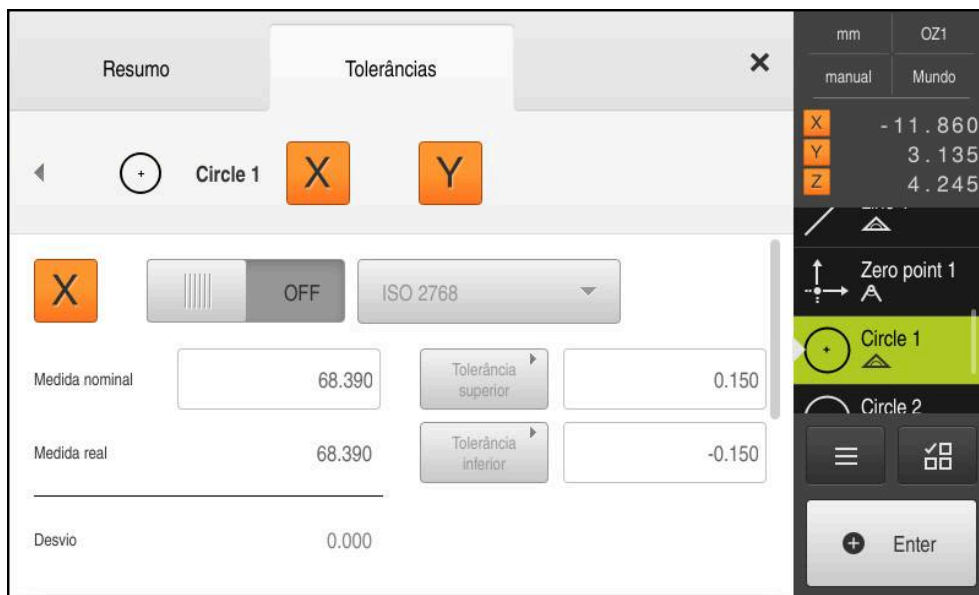 Resumo
Tolerâncias
Circle 1
X
Y
X
OFF
ISO 2768
Medida nominal
68.390
Tolerância
superior
0.150
Medida real
68.390
Tolerância
inferior
-0.150
Desvio
0.000
mm
OZ1
manual
Mundo
X
-11.860
Y
3.135
Z
4.245
Zero point 1
Circle 1
Circle 2
Enter